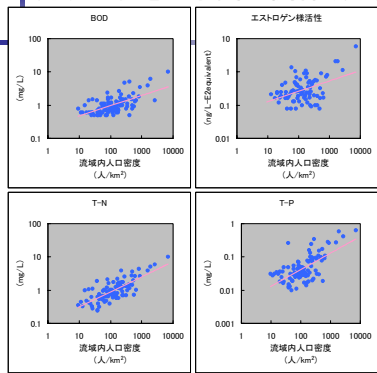 BOD
(mg/L)
100
10
1
0.1
1
10
100
1000
10000
流域内人口密度
(人/km²)
エストロゲン様活性
(ng/L-E2equivalent)
10
1
0.1
0.01
1
10
100
1000
10000
流域内人口密度
(人/km²)
T-N
(mg/L)
100
10
1
0.1
1
10
100
1000
10000
流域内人口密度
(人/km²)
T-P
(mg/L)
1
0.1
0.01
0.001
1
10
100
1000
10000
流域内人口密度
(人/km²)